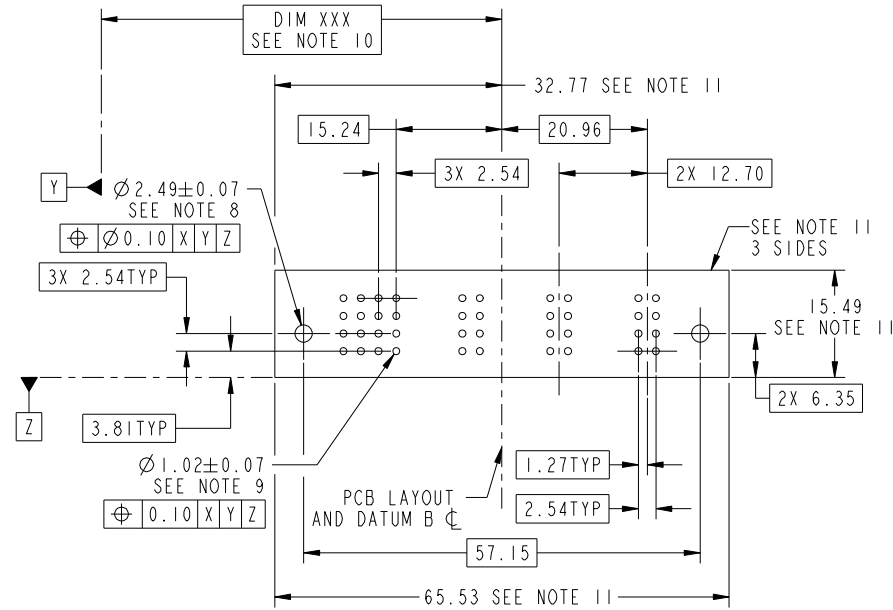 DIM XXX
SEE NOTE 10
32.77 SEE NOTE 11
15.24
20.96
Y
Ø2.49±0.07
SEE NOTE 8
3X 2.54
2X 12.70
⌖ Ø0.10 X Y Z
SEE NOTE 11
3 SIDES
3X 2.54TYP
15.49
SEE NOTE 11
Z
3.81TYP
2X 6.35
Ø1.02±0.07
SEE NOTE 9
1.27TYP
⌖ 0.10 X Y Z
PCB LAYOUT
AND DATUM B ℄
2.54TYP
57.15
65.53 SEE NOTE 11